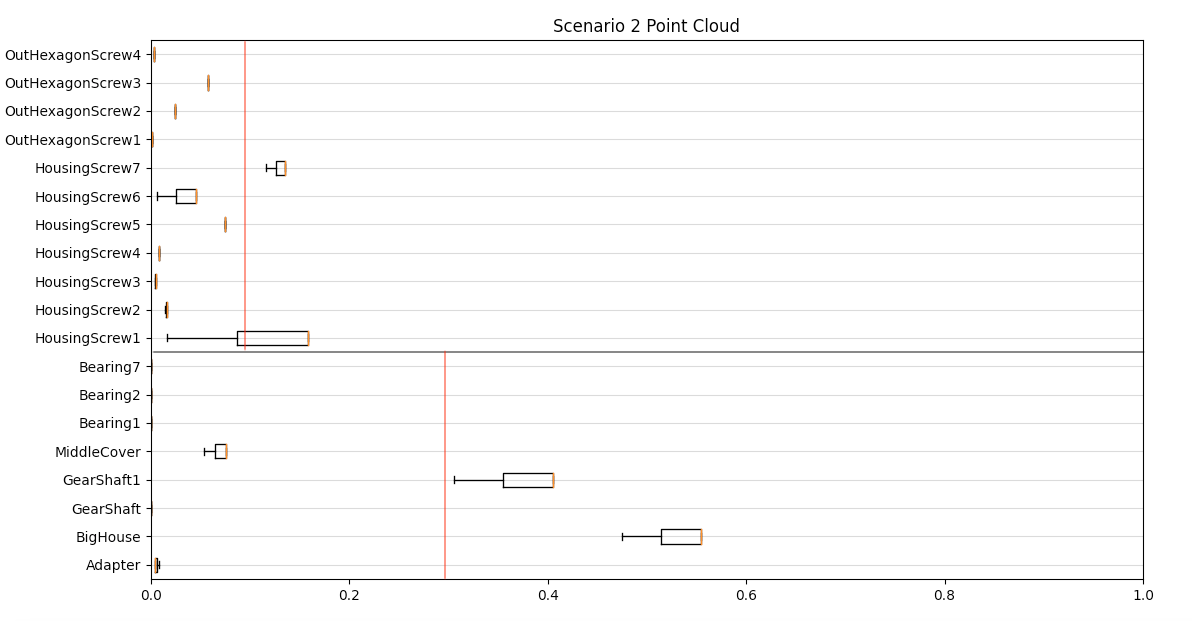 Scenario 2 Point Cloud
OutHexagonScrew4
OutHexagonScrew3
OutHexagonScrew2
OutHexagonScrew1
HousingScrew7
HousingScrew6
HousingScrew5
HousingScrew4
HousingScrew3
HousingScrew2
HousingScrew1
Bearing7
Bearing2
Bearing1
MiddleCover
GearShaft1
GearShaft
BigHouse
Adapter
0.0 0.2 0.4 0.6 0.8 1.0